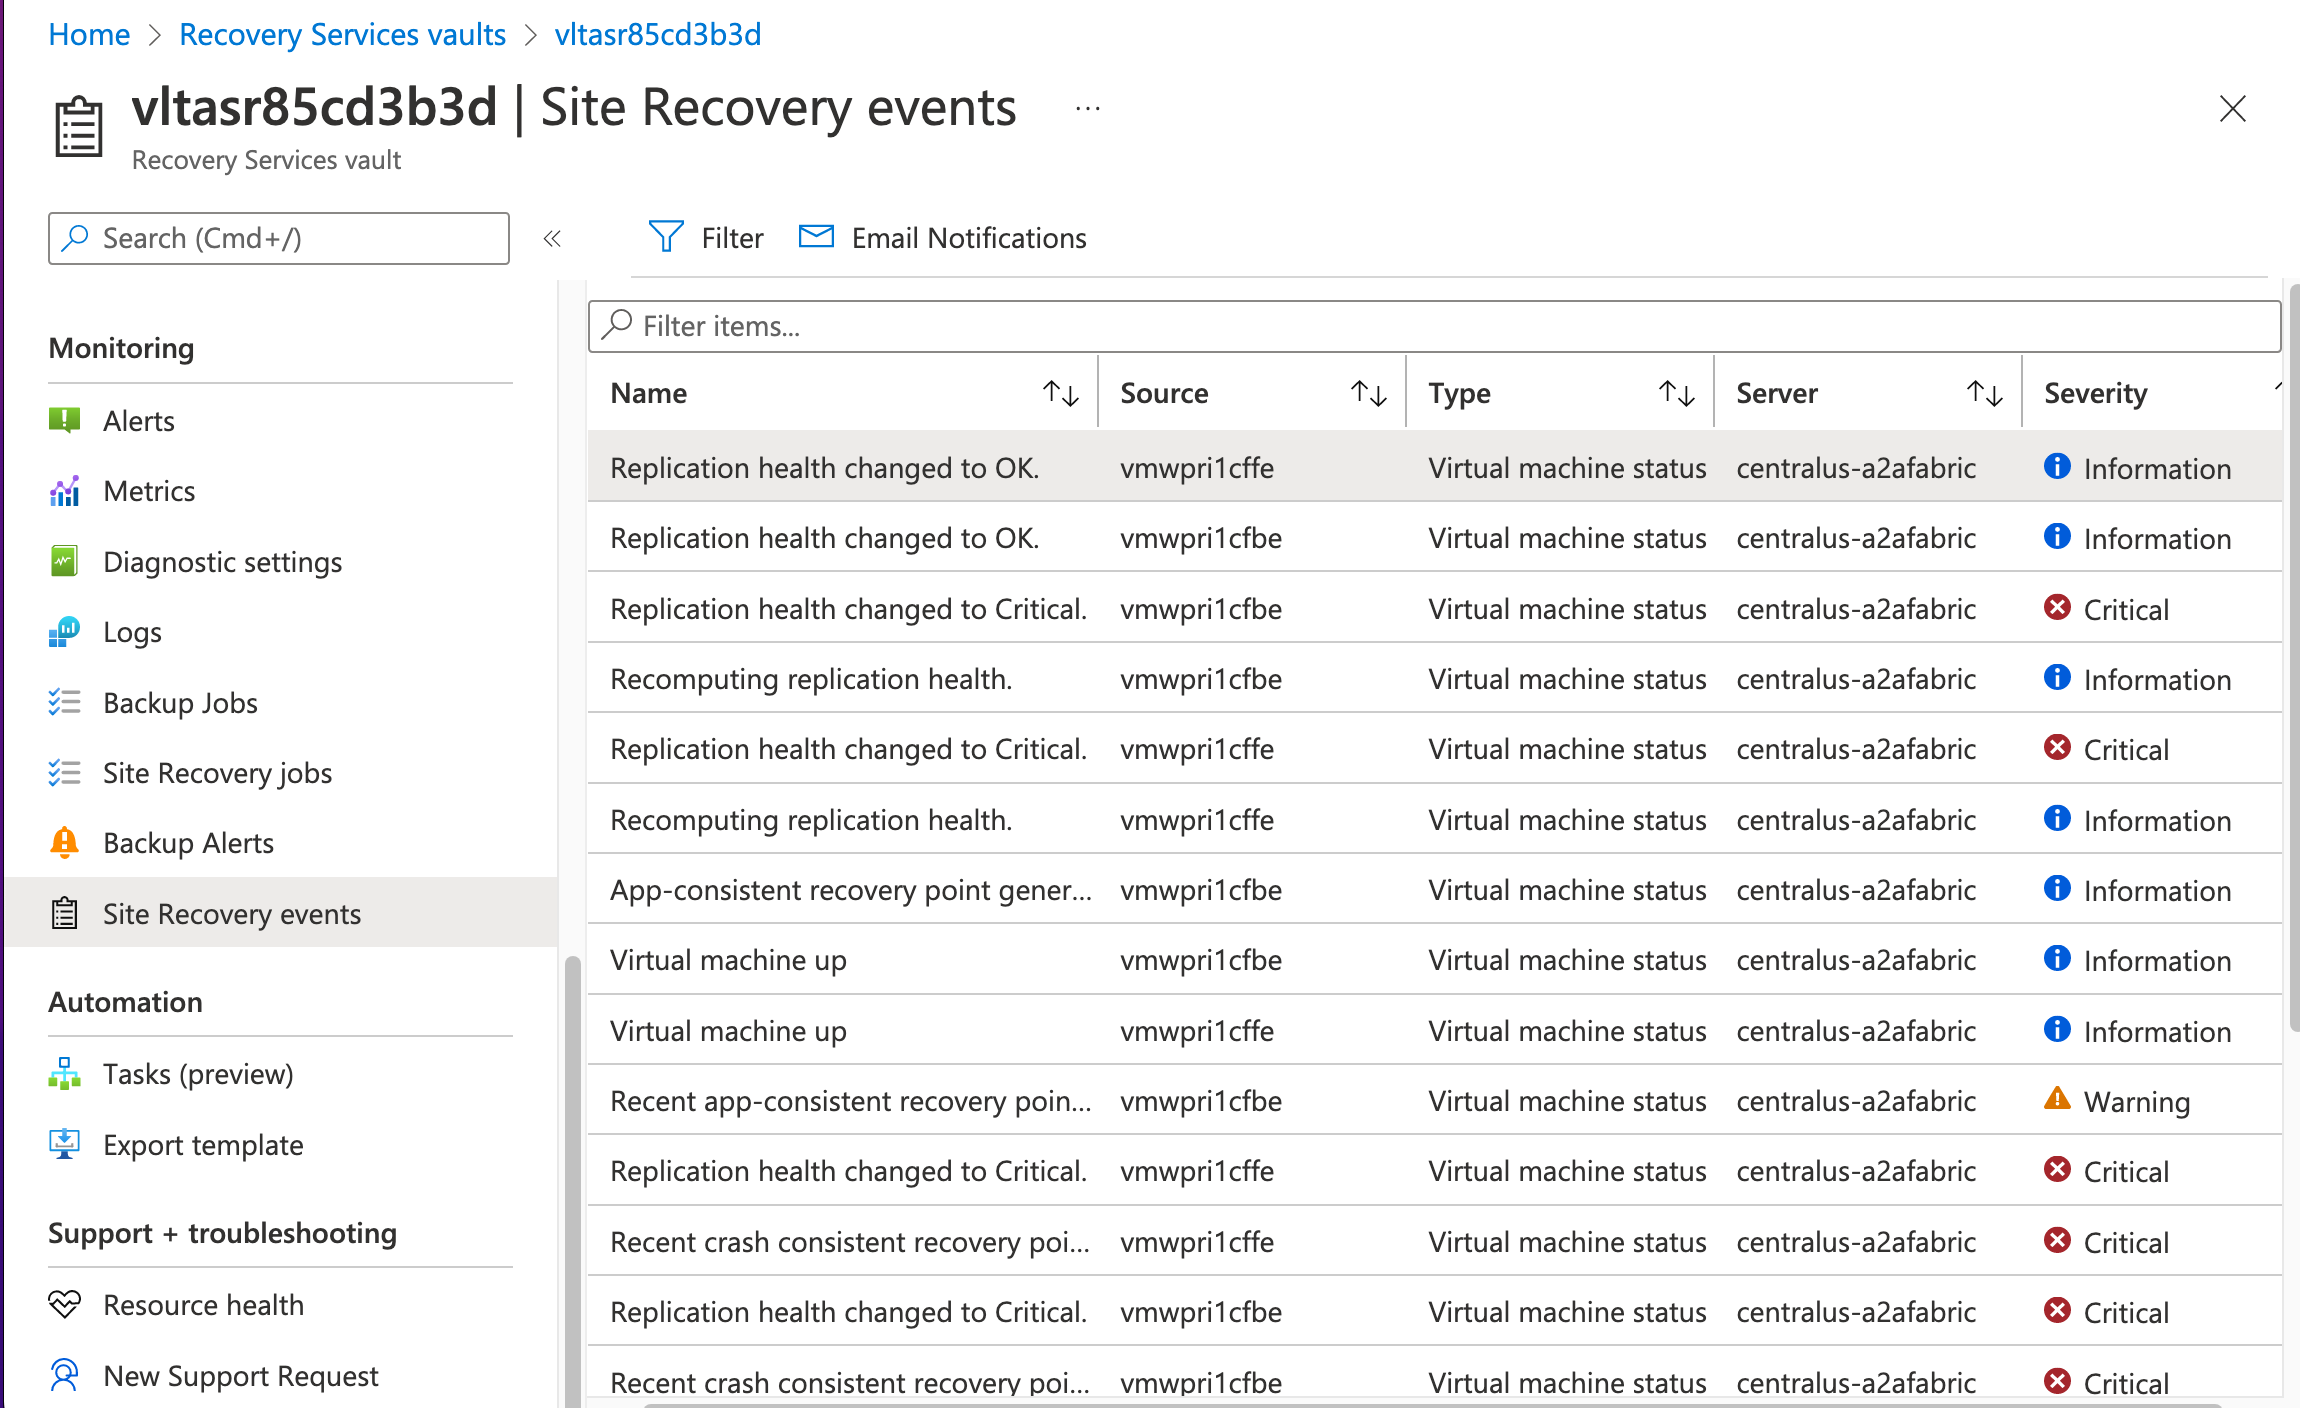 Home > Recovery Services vaults > vltasr85cd3b3d
vltasr85cd3b3d | Site Recovery events ...
Recovery Services vault
Search (Cmd+/)
«
Filter
Email Notifications
Monitoring
Alerts
Metrics
Diagnostic settings
Logs
Backup Jobs
Site Recovery jobs
Backup Alerts
Site Recovery events
Automation
Tasks (preview)
Export template
Support + troubleshooting
Resource health
New Support Request
Filter items...
Name ↑↓ Source ↑↓ Type ↑↓ Server ↑↓ Severity
Replication health changed to OK. vmwpri1cffe Virtual machine status centralus-a2afabric Information
Replication health changed to OK. vmwpri1cfbe Virtual machine status centralus-a2afabric Information
Replication health changed to Critical. vmwpri1cfbe Virtual machine status centralus-a2afabric Critical
Recomputing replication health. vmwpri1cfbe Virtual machine status centralus-a2afabric Information
Replication health changed to Critical. vmwpri1cffe Virtual machine status centralus-a2afabric Critical
Recomputing replication health. vmwpri1cffe Virtual machine status centralus-a2afabric Information
App-consistent recovery point gener... vmwpri1cfbe Virtual machine status centralus-a2afabric Information
Virtual machine up vmwpri1cfbe Virtual machine status centralus-a2afabric Information
Virtual machine up vmwpri1cffe Virtual machine status centralus-a2afabric Information
Recent app-consistent recovery poin... vmwpri1cfbe Virtual machine status centralus-a2afabric Warning
Replication health changed to Critical. vmwpri1cffe Virtual machine status centralus-a2afabric Critical
Recent crash consistent recovery poi... vmwpri1cffe Virtual machine status centralus-a2afabric Critical
Replication health changed to Critical. vmwpri1cfbe Virtual machine status centralus-a2afabric Critical
Recent crash consistent recovery poi... vmwpri1cfbe Virtual machine status centralus-a2afabric Critical